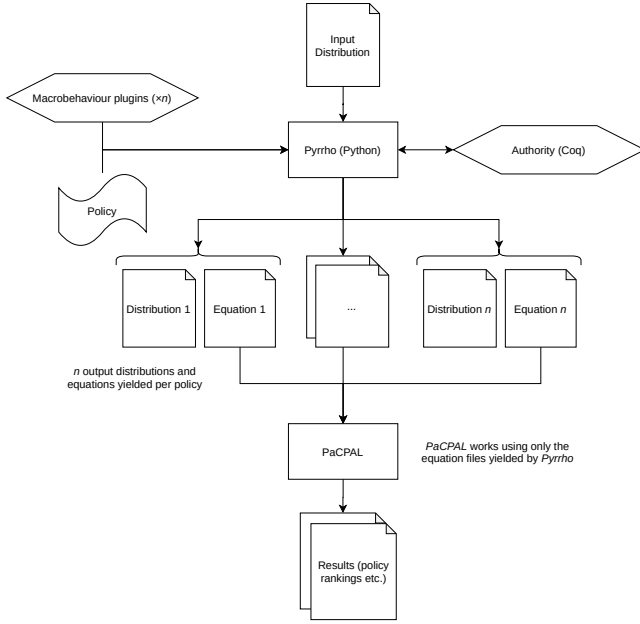 Input
Distribution
Macrobehaviour plugins (×n)
Pyrrho (Python)
Authority (Coq)
Policy
Distribution 1
Equation 1
...
Distribution n
Equation n
n output distributions and
equations yielded per policy
PaCPAL
PaCPAL works using only the
equation files yielded by Pyrrho
Results (policy
rankings etc.)